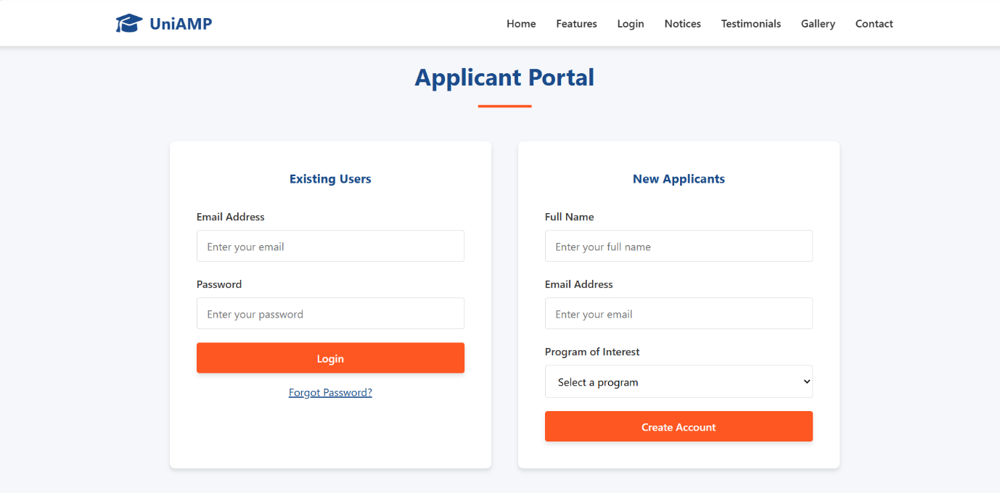 UniAMP
Home Features Login Notices Testimonials Gallery Contact
Applicant Portal
Existing Users
Email Address
Enter your email
Password
Enter your password
Login
Forgot Password?
New Applicants
Full Name
Enter your full name
Email Address
Enter your email
Program of Interest
Select a program
Create Account